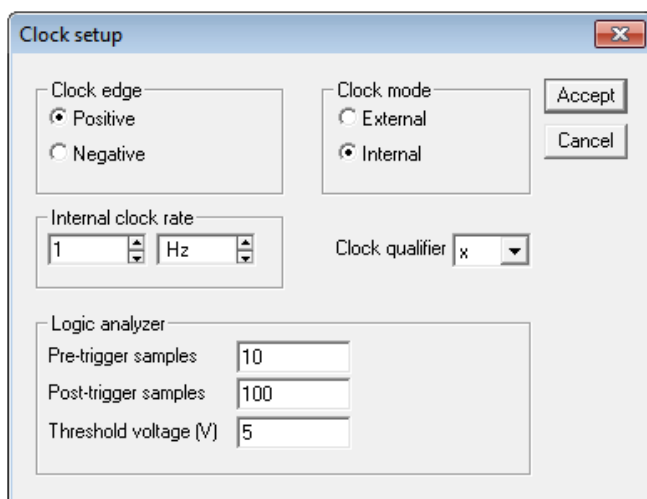 Clock setup
Clock edge
Positive
Negative
Clock mode
External
Internal
Accept
Cancel
Internal clock rate
1 Hz
Clock qualifier x
Logic analyzer
Pre-trigger samples 10
Post-trigger samples 100
Threshold voltage (V) 5